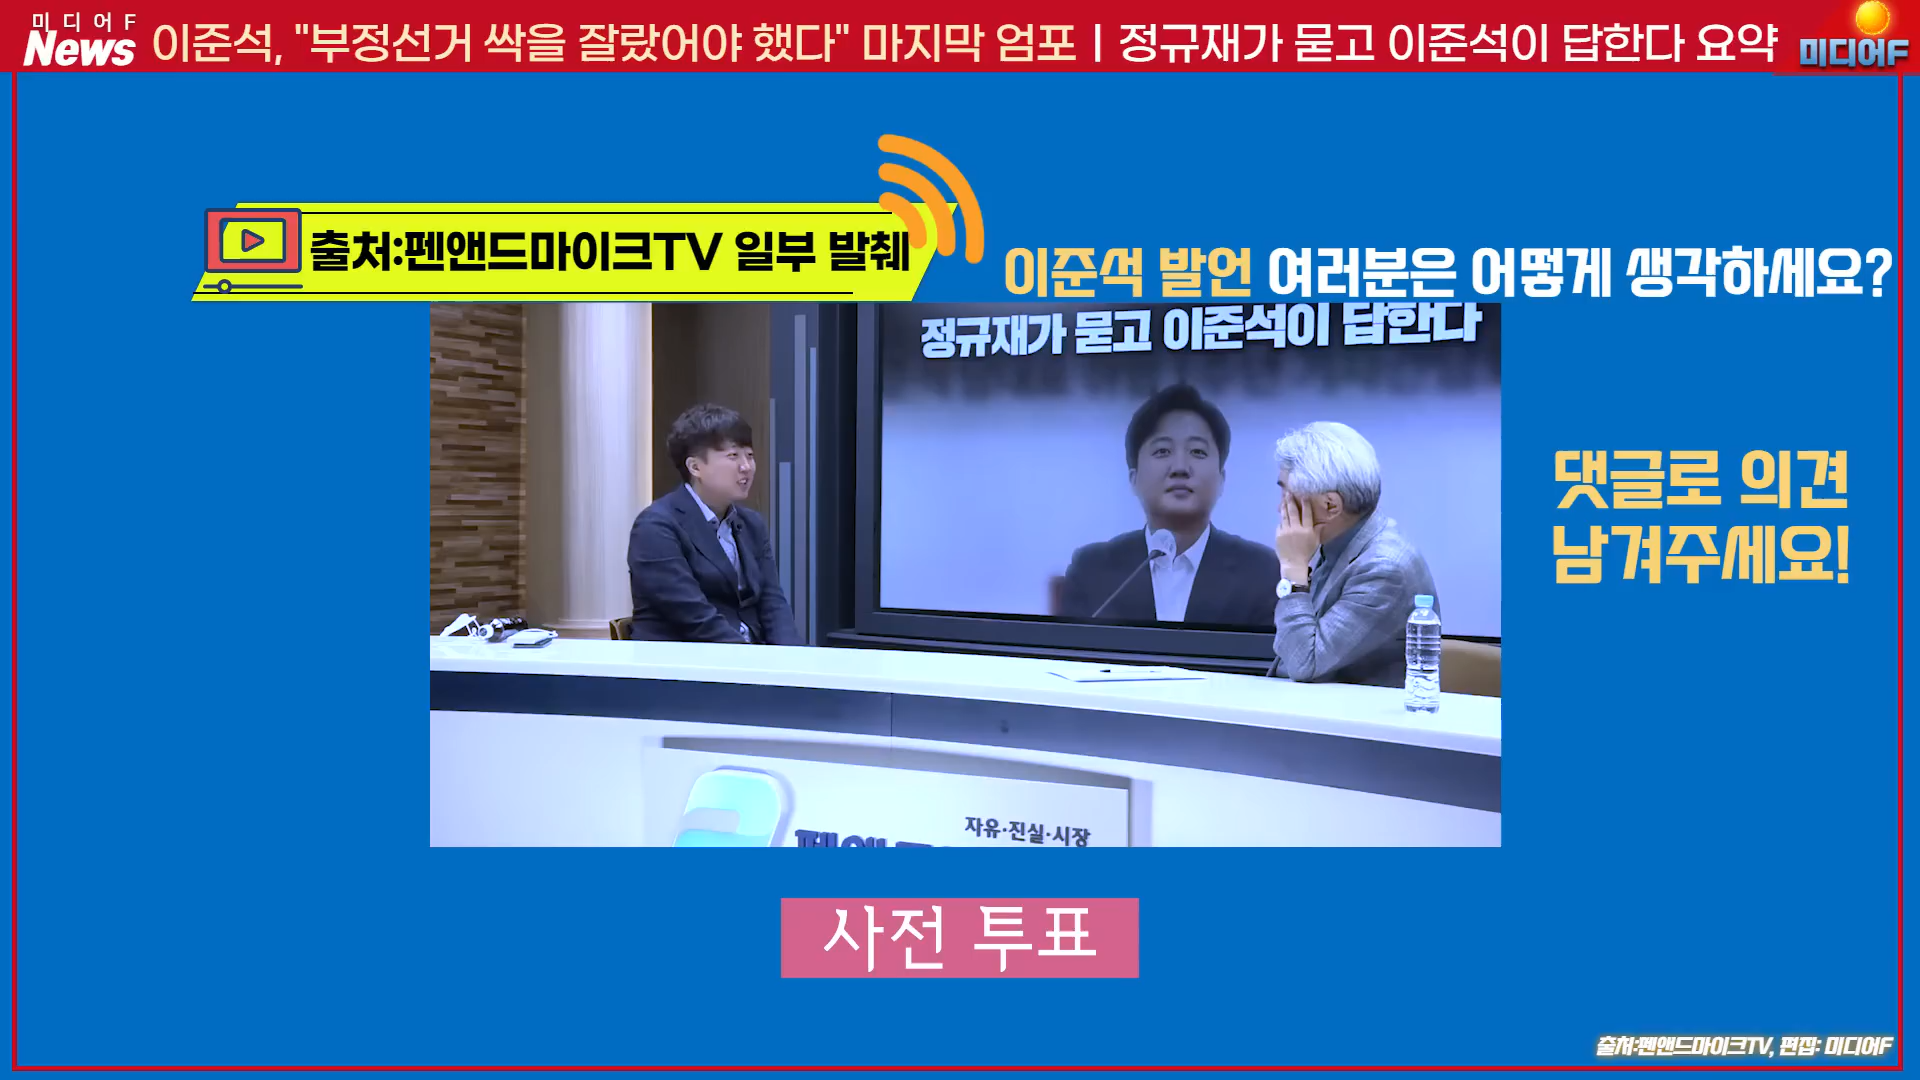 미디어F
News
이준석, "부정선거 싹을 잘랐어야 했다" 마지막 엄포 | 정규재가 묻고 이준석이 답한다 요약
미디어F
출처:펜앤드마이크TV 일부 발췌
이준석 발언 여러분은 어떻게 생각하세요?
정규재가 묻고 이준석이 답한다
댓글로 의견
남겨주세요!
자유·진실·시장
사전 투표
출처:펜앤드마이크TV, 편집: 미디어F